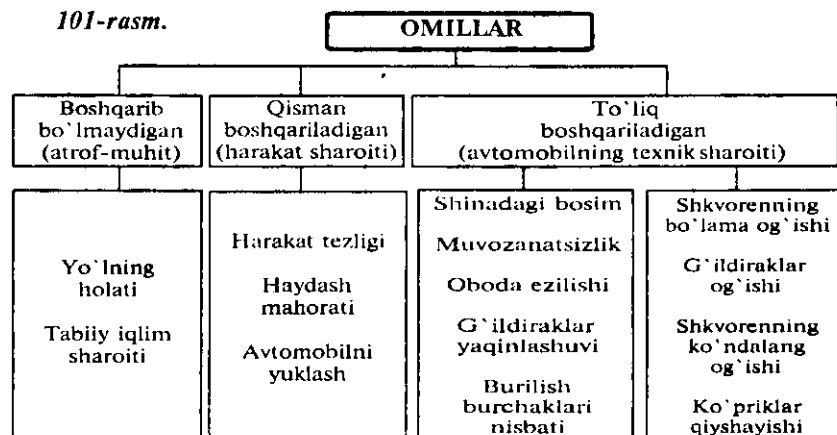 101-rasm.
OMILLAR
Boshqarib
bo`lmaydigan
(atrof-muhit)
Qisman
boshqariladigan
(harakat sharoiti)
To`liq
boshqariladigan
(avtomobilning texnik sharoiti)
Yo`lning
holati
Tabiiy iqlim
sharoiti
Harakat tezligi
Haydash
mahorati
Avtomobilni
yuklash
Shinadagi bosim
Muvozanatsizlik
Oboda ezilishi
G`ildiraklar
yaqinlashuvi
Burilish
burchaklari
nisbati
Shkvorenning
bo`lama og`ishi
G`ildiraklar
og`ishi
Shkvorenning
ko`ndalang
og`ishi
Ko`priklar
qiyshayishi